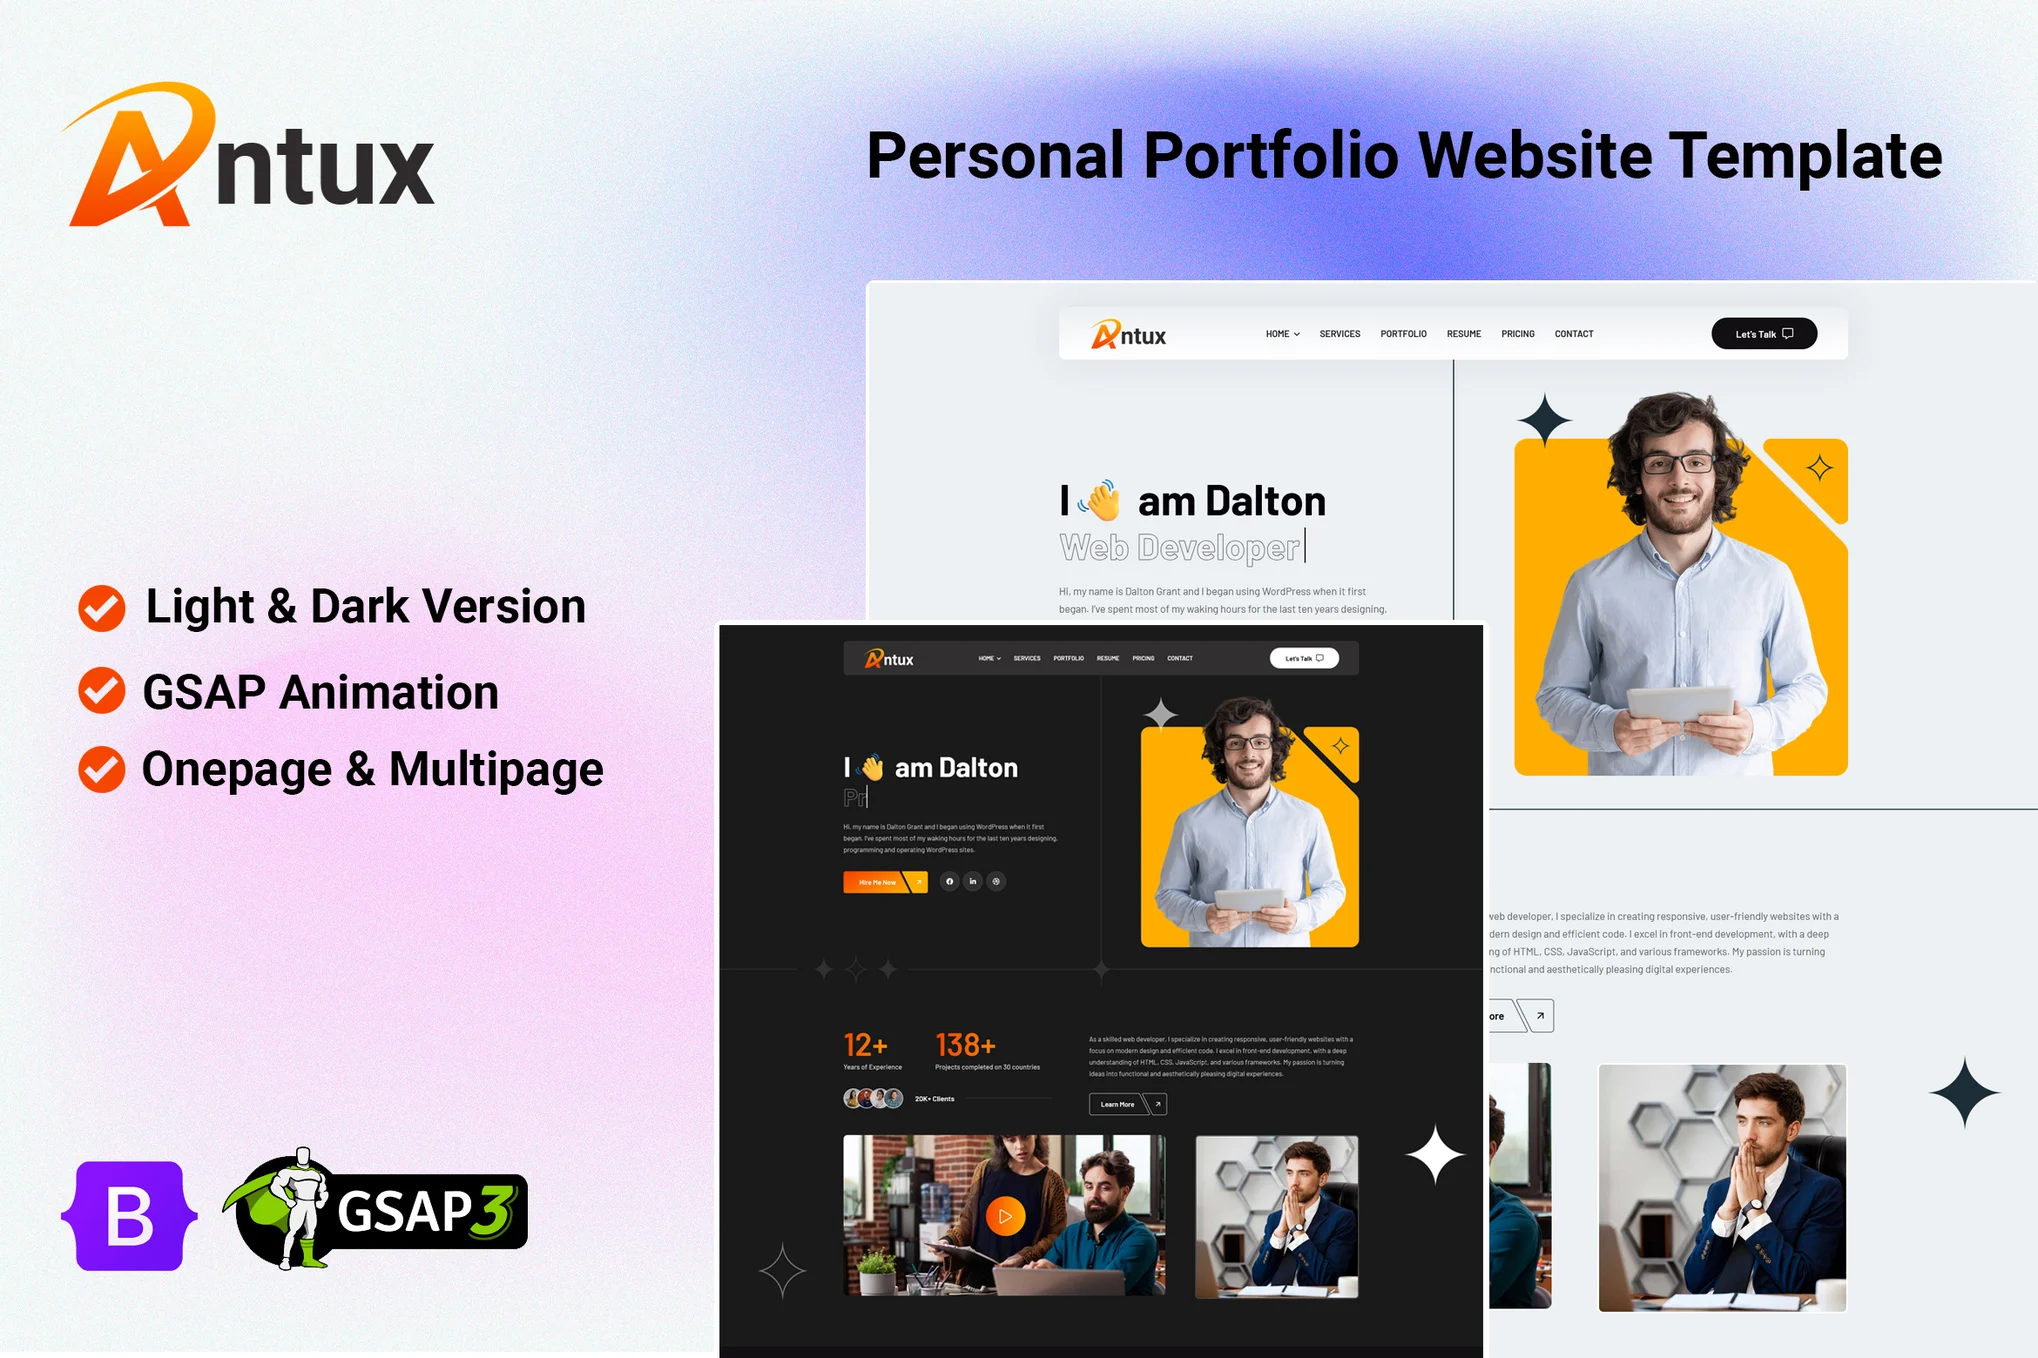 Antux
Personal Portfolio Website Template
Light & Dark Version
GSAP Animation
Onepage & Multipage
B
GSAP3
Antux
HOME
SERVICES
PORTFOLIO
RESUME
PRICING
CONTACT
Let's Talk
I 👋 am Dalton
Web Developer
Hi, my name is Dalton Grant and I began using WordPress when it first
began. I've spent most of my waking hours for the last ten years designing,
web developer, I specialize in creating responsive, user-friendly websites with a
dern design and efficient code. I excel in front-end development, with a deep
ng of HTML, CSS, JavaScript, and various frameworks. My passion is turning
nctional and aesthetically pleasing digital experiences.
ore
Antux
HOME
SERVICES
PORTFOLIO
RESUME
PRICING
CONTACT
Let's Talk
I 👋 am Dalton
Pr
Hi, my name is Dalton Grant and I began using WordPress when it first
began. I've spent most of my waking hours for the last ten years designing,
programming and operating WordPress sites.
Hire Me Now
in
12+
Years of Experience
138+
Projects completed on 30 countries
20K+ Clients
As a skilled web developer, I specialize in creating responsive, user-friendly websites with a
focus on modern design and efficient code. I excel in front-end development, with a deep
understanding of HTML, CSS, JavaScript, and various frameworks. My passion is turning
ideas into functional and aesthetically pleasing digital experiences.
Learn More